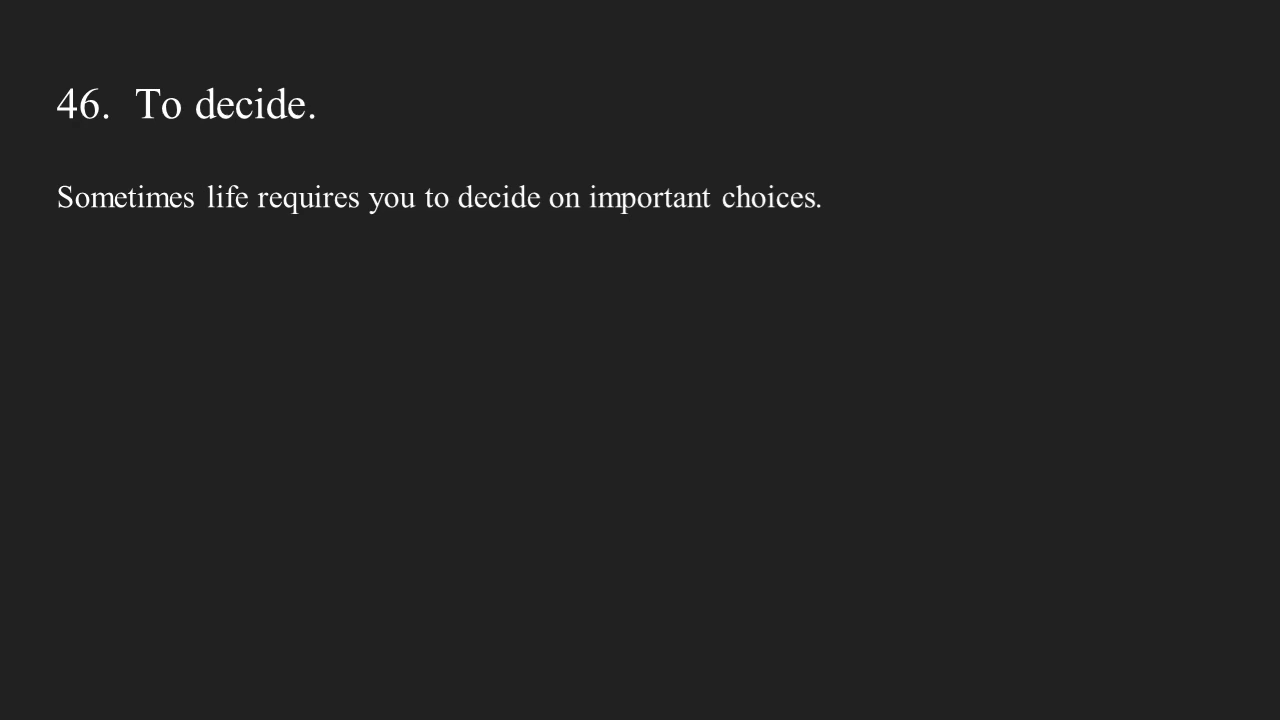 46.  To decide.
Sometimes life requires you to decide on important choices.